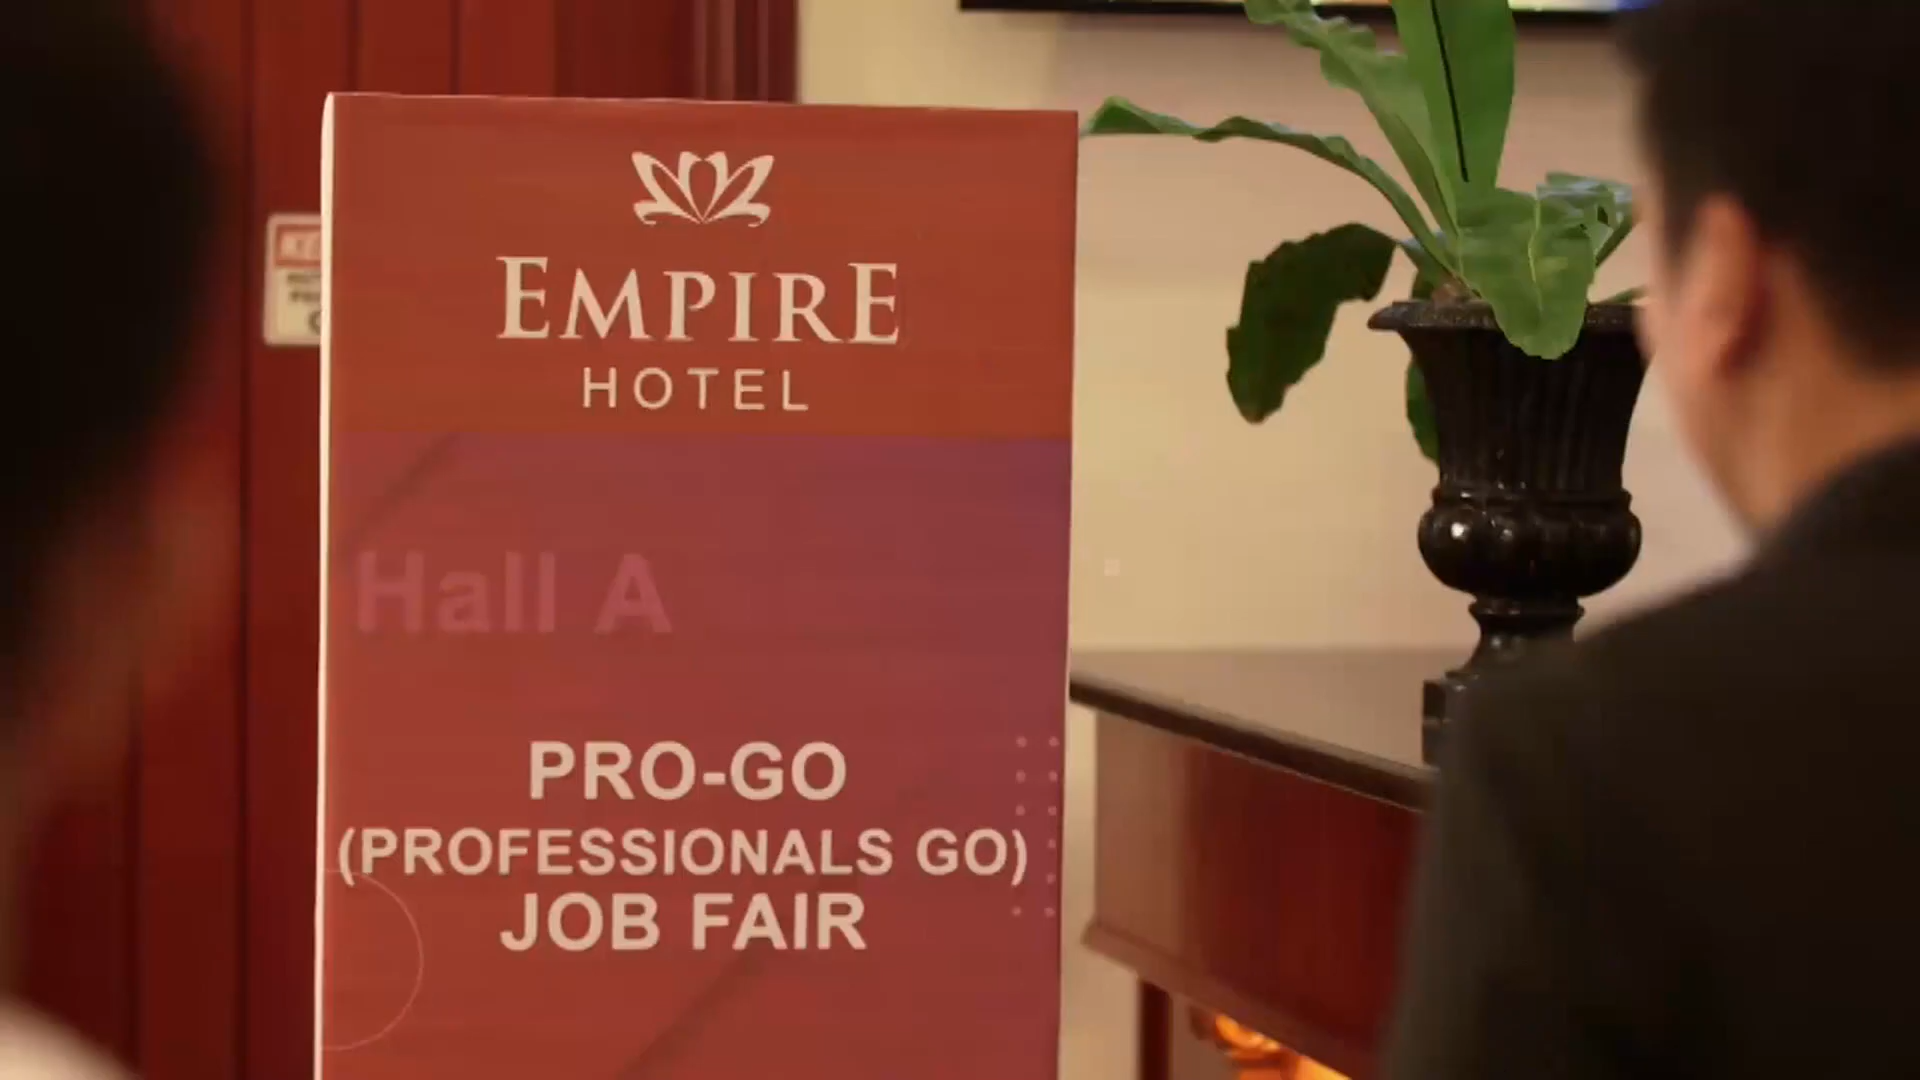 EMPIRE
HOTEL
Hall A
PRO-GO
(PROFESSIONALS GO)
JOB FAIR